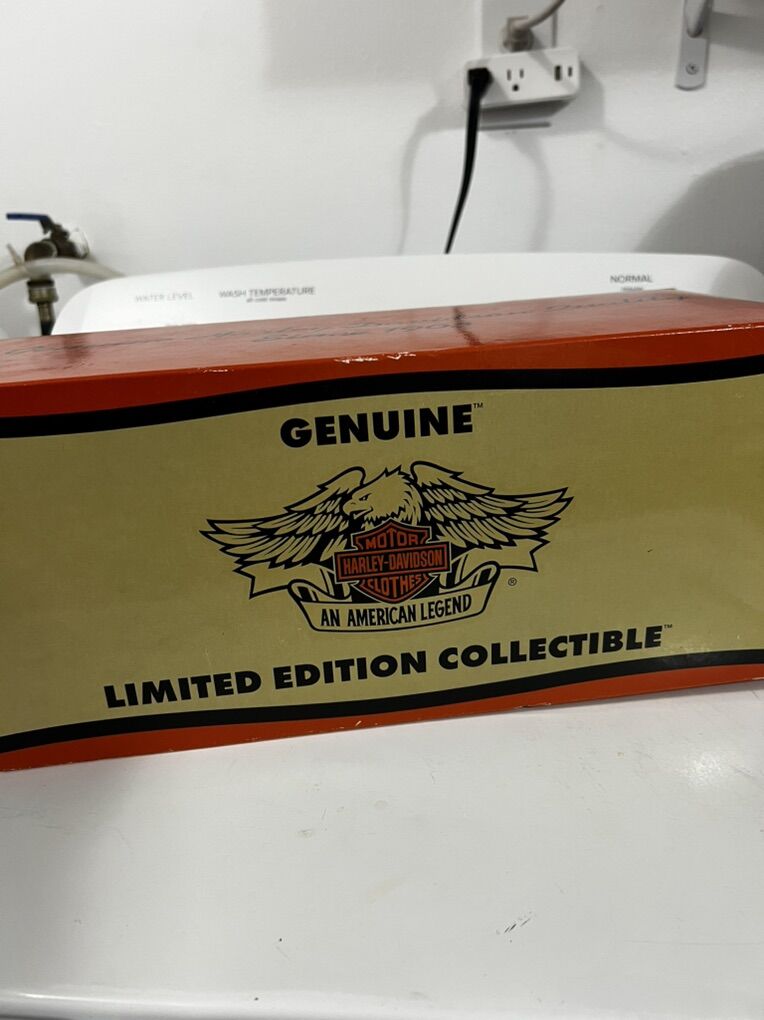 WATER LEVEL
WASH TEMPERATURE
NORMAL
GENUINE™
MOTOR
HARLEY-DAVIDSON
CLOTHES
®
AN AMERICAN LEGEND
LIMITED EDITION COLLECTIBLE™